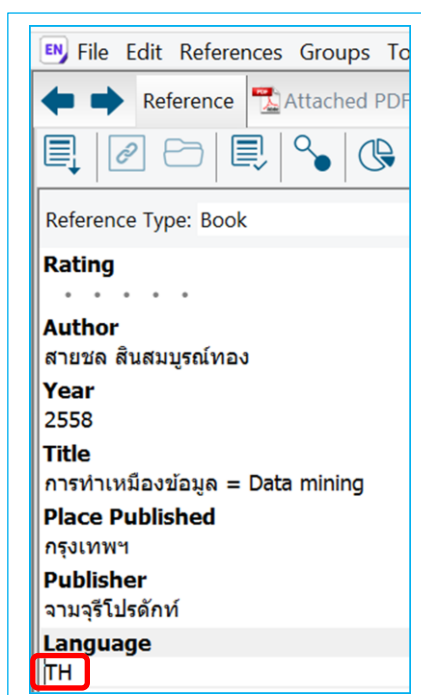 EN File Edit References Groups To
Reference PDF Attached PDF
Reference Type: Book
Rating
Author
สายชล สินสมบูรณ์ทอง
Year
2558
Title
การทำเหมืองข้อมูล = Data mining
Place Published
กรุงเทพฯ
Publisher
จามจุรีโปรดักท์
Language
TH